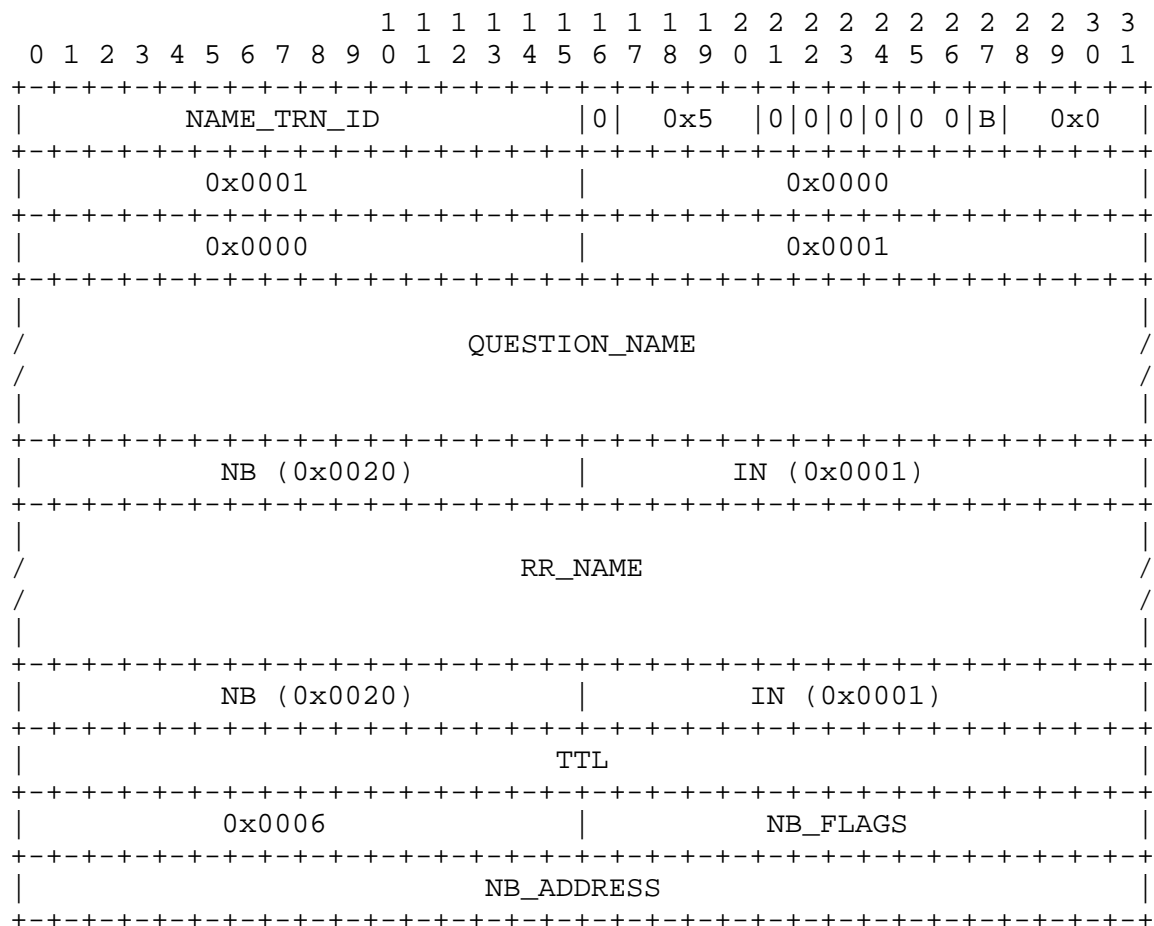 1 1 1 1 1 1 1 1 1 1 2 2 2 2 2 2 2 2 2 2 3 3
 0 1 2 3 4 5 6 7 8 9 0 1 2 3 4 5 6 7 8 9 0 1 2 3 4 5 6 7 8 9 0 1
+-+-+-+-+-+-+-+-+-+-+-+-+-+-+-+-+-+-+-+-+-+-+-+-+-+-+-+-+-+-+-+-+
|         NAME_TRN_ID           |0|  0x5  |0|0|0|0|0 0|B|  0x0  |
+-+-+-+-+-+-+-+-+-+-+-+-+-+-+-+-+-+-+-+-+-+-+-+-+-+-+-+-+-+-+-+-+
|          0x0001               |           0x0000              |
+-+-+-+-+-+-+-+-+-+-+-+-+-+-+-+-+-+-+-+-+-+-+-+-+-+-+-+-+-+-+-+-+
|          0x0000               |           0x0001              |
+-+-+-+-+-+-+-+-+-+-+-+-+-+-+-+-+-+-+-+-+-+-+-+-+-+-+-+-+-+-+-+-+
|                                                               |
/                         QUESTION_NAME                         /
/                                                               /
|                                                               |
+-+-+-+-+-+-+-+-+-+-+-+-+-+-+-+-+-+-+-+-+-+-+-+-+-+-+-+-+-+-+-+-+
|           NB (0x0020)         |        IN (0x0001)            |
+-+-+-+-+-+-+-+-+-+-+-+-+-+-+-+-+-+-+-+-+-+-+-+-+-+-+-+-+-+-+-+-+
|                                                               |
/                            RR_NAME                            /
/                                                               /
|                                                               |
+-+-+-+-+-+-+-+-+-+-+-+-+-+-+-+-+-+-+-+-+-+-+-+-+-+-+-+-+-+-+-+-+
|           NB (0x0020)         |         IN (0x0001)           |
+-+-+-+-+-+-+-+-+-+-+-+-+-+-+-+-+-+-+-+-+-+-+-+-+-+-+-+-+-+-+-+-+
|                              TTL                              |
+-+-+-+-+-+-+-+-+-+-+-+-+-+-+-+-+-+-+-+-+-+-+-+-+-+-+-+-+-+-+-+-+
|           0x0006              |          NB_FLAGS             |
+-+-+-+-+-+-+-+-+-+-+-+-+-+-+-+-+-+-+-+-+-+-+-+-+-+-+-+-+-+-+-+-+
|                          NB_ADDRESS                           |
+-+-+-+-+-+-+-+-+-+-+-+-+-+-+-+-+-+-+-+-+-+-+-+-+-+-+-+-+-+-+-+-+